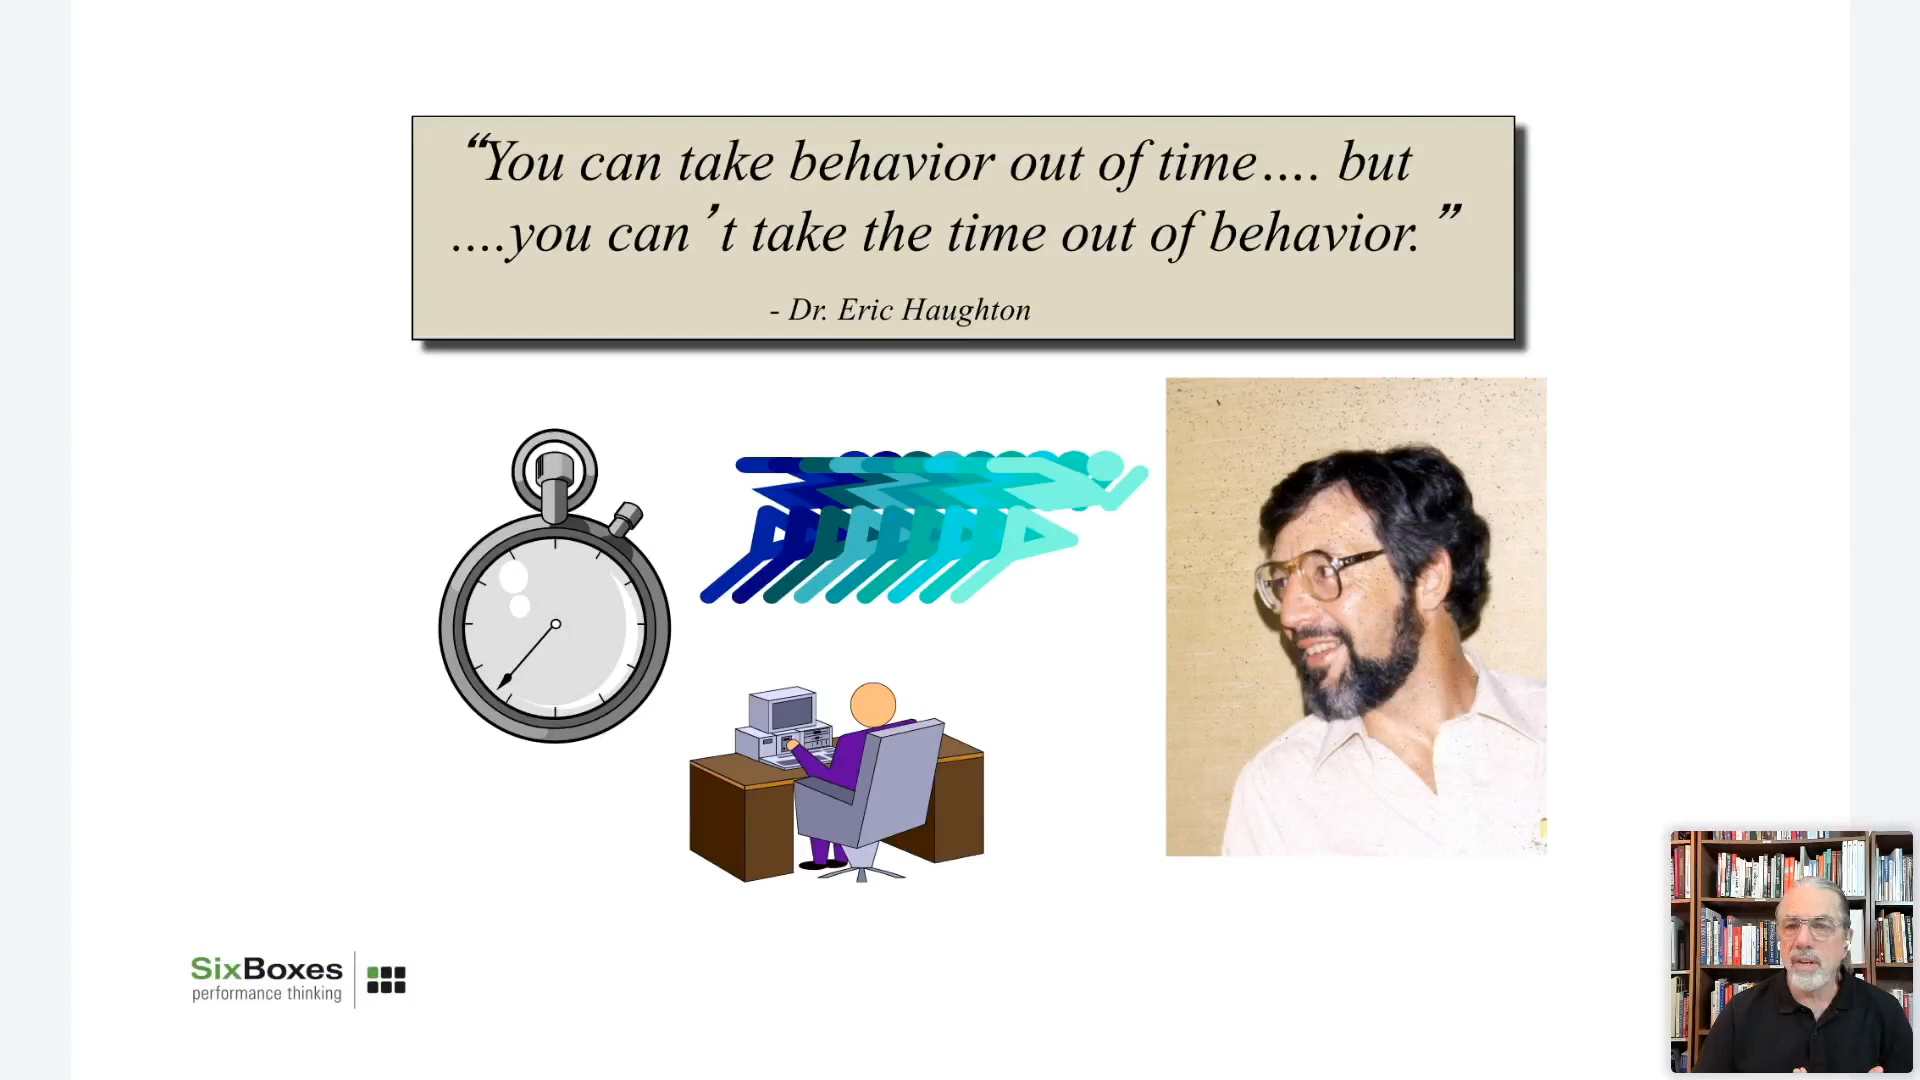 “You can take behavior out of time…. but
….you can’t take the time out of behavior.”
- Dr. Eric Haughton
SixBoxes
performance thinking